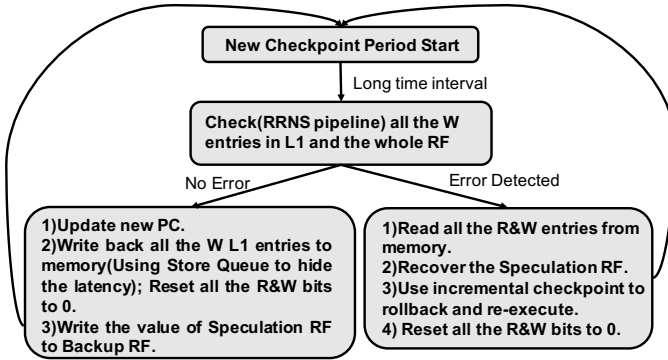 New Checkpoint Period Start
Long time interval
Check(RRNS pipeline) all the W
entries in L1 and the whole RF
No Error
Error Detected
1)Update new PC.
2)Write back all the W L1 entries to
memory(Using Store Queue to hide
the latency); Reset all the R&W bits
to 0.
3)Write the value of Speculation RF
to Backup RF.
1)Read all the R&W entries from
memory.
2)Recover the Speculation RF.
3)Use incremental checkpoint to
rollback and re-execute.
4) Reset all the R&W bits to 0.